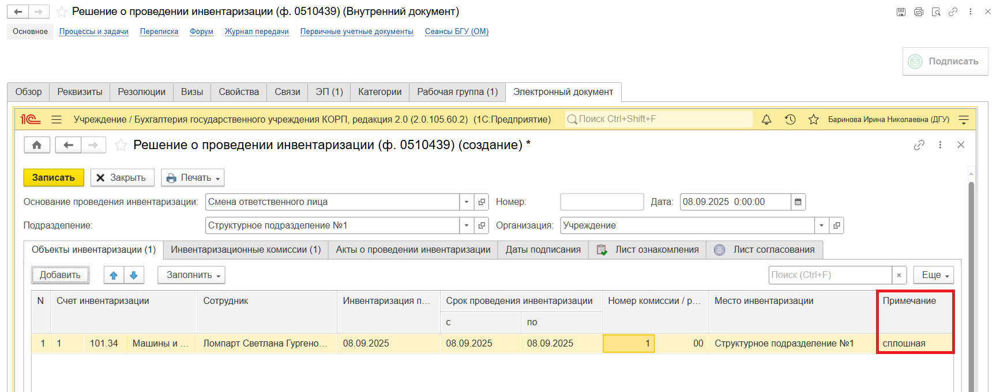 Решение о проведении инвентаризации (ф. 0510439) (Внутренний документ)
Основное Процессы и задачи Переписка Форум Журнал передачи Первичные учетные документы Сеансы БГУ (ОМ)
Подписать
Обзор Реквизиты Резолюции Визы Свойства Связи ЭП (1) Категории Рабочая группа (1) Электронный документ
1С Учреждение / Бухгалтерия государственного учреждения КОРП, редакция 2.0 (2.0.105.60.2) (1С:Предприятие) Поиск Ctrl+Shift+F Баринова Ирина Николаевна (ДГУ)
Решение о проведении инвентаризации (ф. 0510439) (создание) *
Записать Закрыть Печать
Основание проведения инвентаризации: Смена ответственного лица Номер: Дата: 08.09.2025 0:00:00
Подразделение: Структурное подразделение №1 Организация: Учреждение
Объекты инвентаризации (1) Инвентаризационные комиссии (1) Акты о проведении инвентаризации Даты подписания Лист ознакомления Лист согласования
Добавить Заполнить Поиск (Ctrl+F) × Еще
N Счет инвентаризации Сотрудник Инвентаризация п... Срок проведения инвентаризации Номер комиссии / р... Место инвентаризации Примечание
с по
1 1 101.34 Машины и ... Ломпарт Светлана Гургено... 08.09.2025 08.09.2025 08.09.2025 1 00 Структурное подразделение №1 сплошная